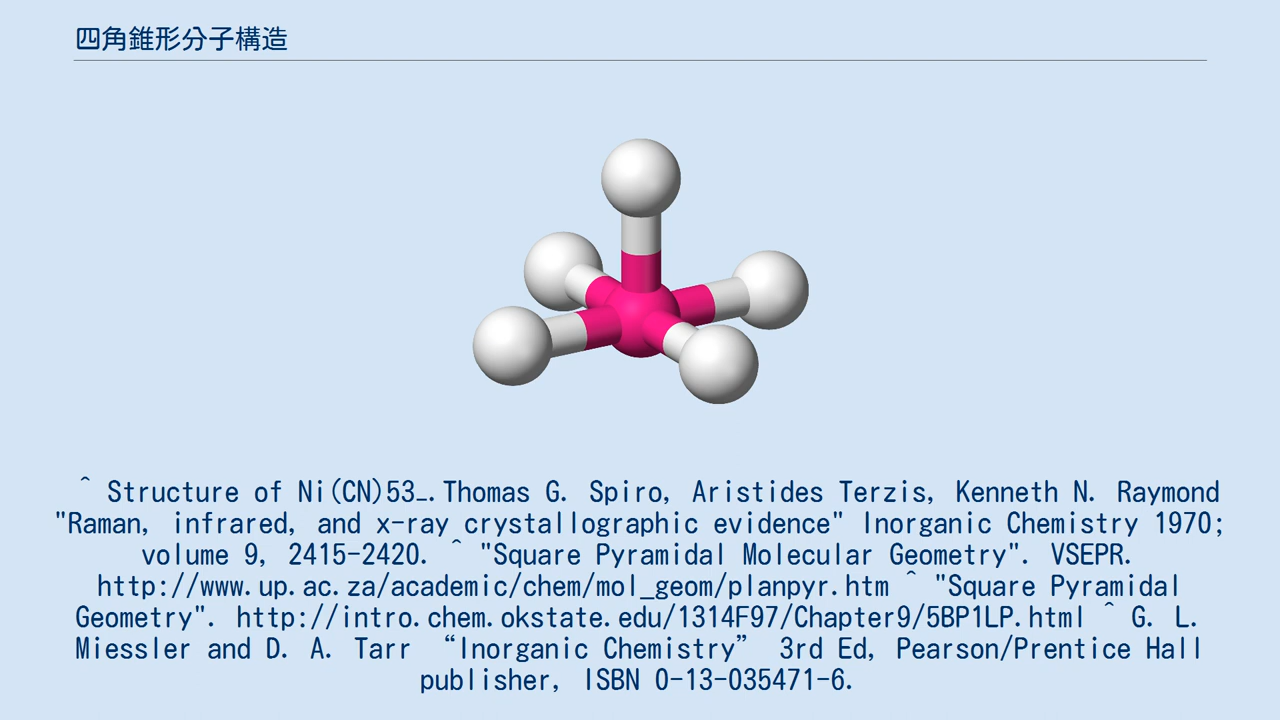 四角錐形分子構造
^ Structure of Ni(CN)53_.Thomas G. Spiro, Aristides Terzis, Kenneth N. Raymond
"Raman, infrared, and x-ray crystallographic evidence" Inorganic Chemistry 1970;
volume 9, 2415-2420. ^ "Square Pyramidal Molecular Geometry". VSEPR.
http://www.up.ac.za/academic/chem/mol_geom/planpyr.htm ^ "Square Pyramidal
Geometry". http://intro.chem.okstate.edu/1314F97/Chapter9/5BP1LP.html ^ G. L.
Miessler and D. A. Tarr “Inorganic Chemistry” 3rd Ed, Pearson/Prentice Hall
publisher, ISBN 0-13-035471-6.